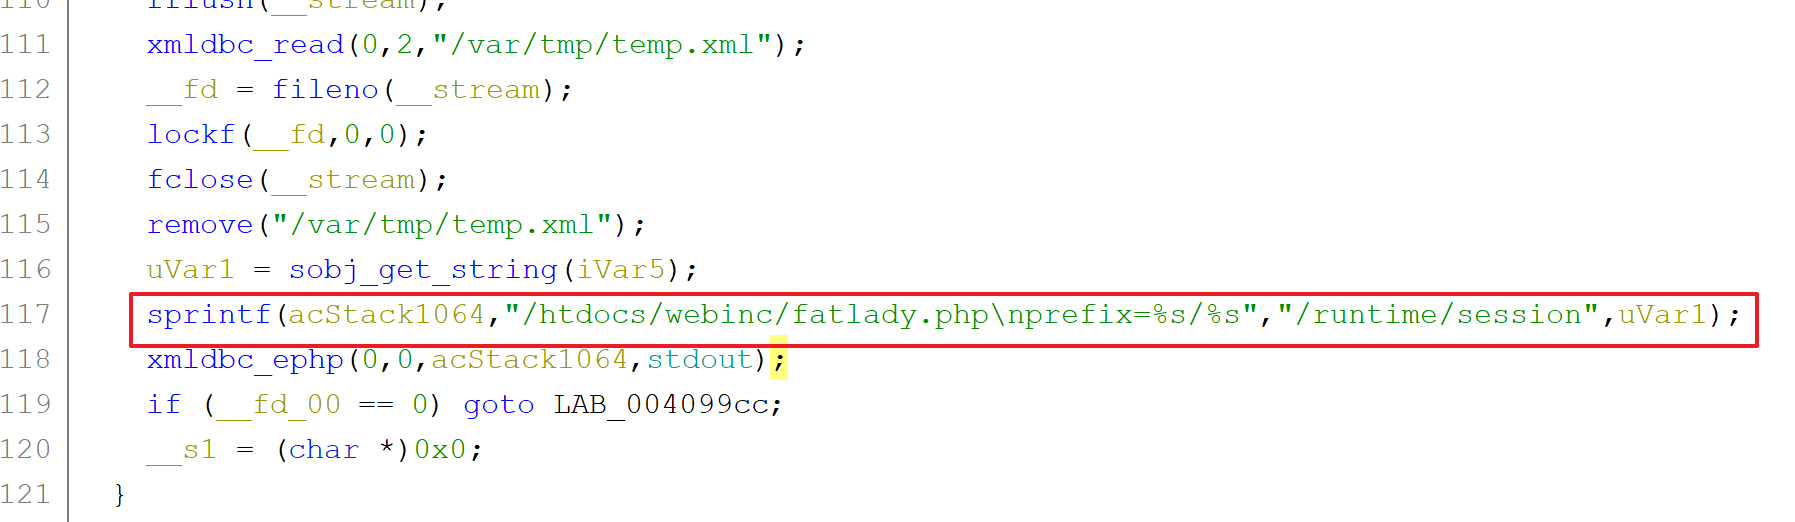 110 fflush(__stream);
111 xmldbc_read(0,2,"/var/tmp/temp.xml");
112 __fd = fileno(__stream);
113 lockf(__fd,0,0);
114 fclose(__stream);
115 remove("/var/tmp/temp.xml");
116 uVar1 = sobj_get_string(iVar5);
117 sprintf(acStack1064,"/htdocs/webinc/fatlady.php\nprefix=%s/%s","/runtime/session",uVar1);
118 xmldbc_ephp(0,0,acStack1064,stdout);
119 if (__fd_00 == 0) goto LAB_004099cc;
120 __s1 = (char *)0x0;
121 }